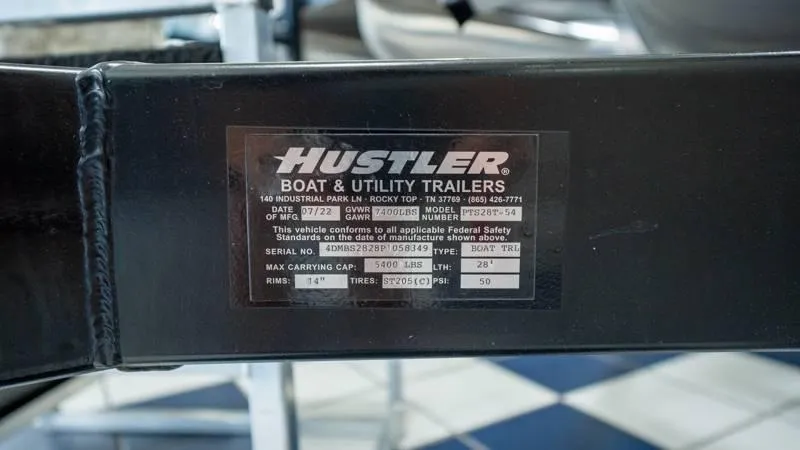 HUSTLER®
BOAT & UTILITY TRAILERS
140 INDUSTRIAL PARK LN · ROCKY TOP · TN 37769 · (865) 426-7771
DATE OF MFG 07/22 GVWR GAWR 7400LBS MODEL NUMBER PTS28T-54
This vehicle conforms to all applicable Federal Safety
Standards on the date of manufacture shown above.
SERIAL NO. TYPE: BOAT TRL
MAX CARRYING CAP: 5400 LBS LTH: 28'
RIMS: 14" TIRES: ST205(C) PSI: 50